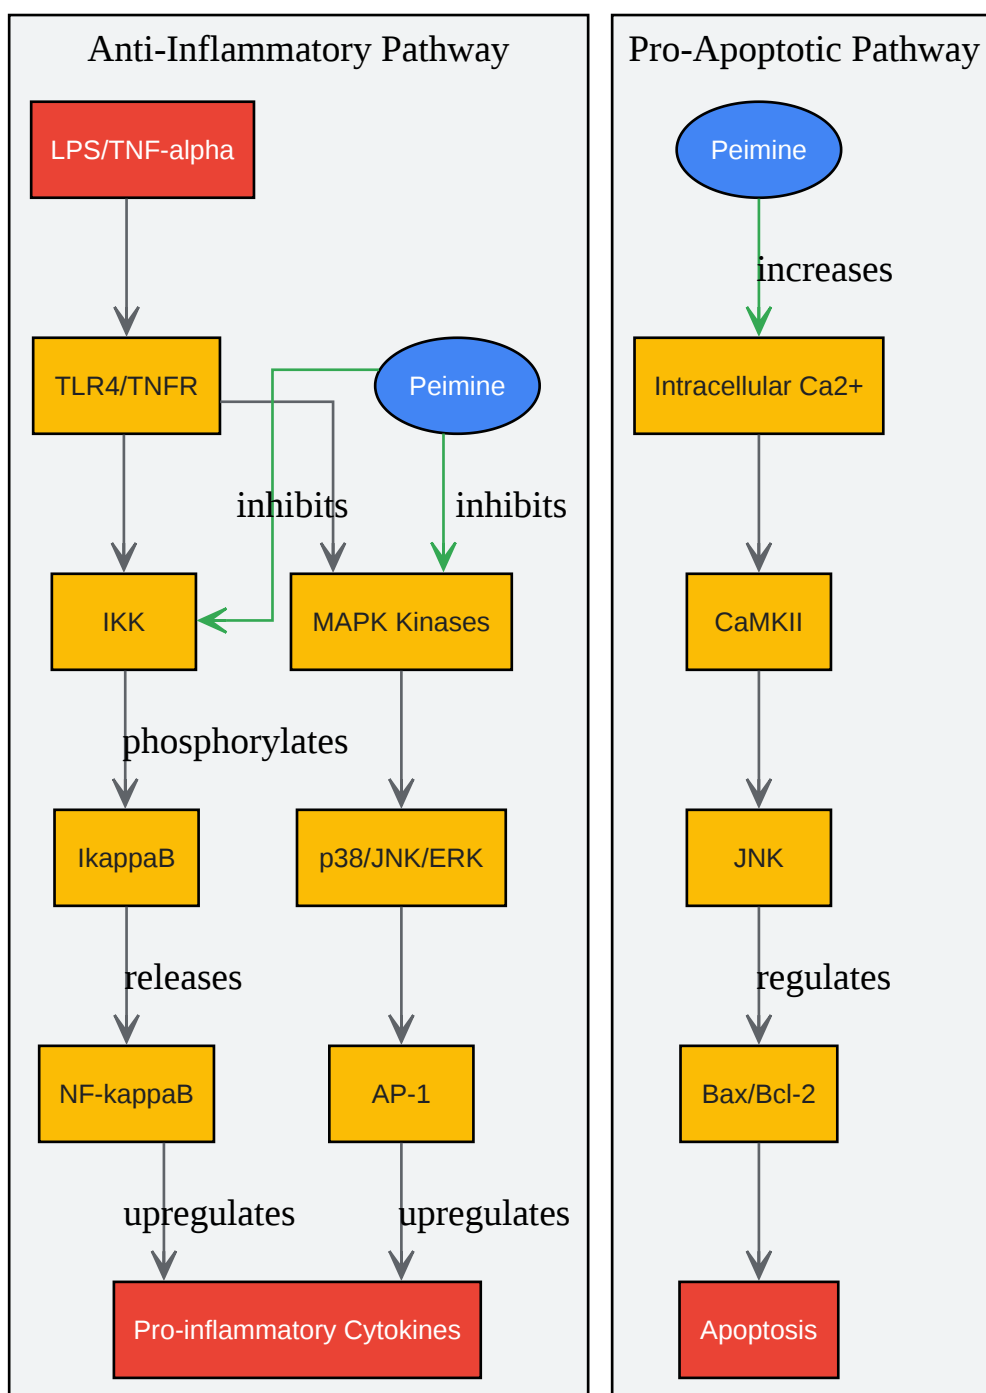 Anti-Inflammatory Pathway
LPS/TNF-alpha
TLR4/TNFR
Peimine
inhibits
inhibits
IKK
MAPK Kinases
phosphorylates
IkappaB
p38/JNK/ERK
releases
NF-kappaB
AP-1
upregulates
upregulates
Pro-inflammatory Cytokines
Pro-Apoptotic Pathway
Peimine
increases
Intracellular Ca2+
CaMKII
JNK
regulates
Bax/Bcl-2
Apoptosis